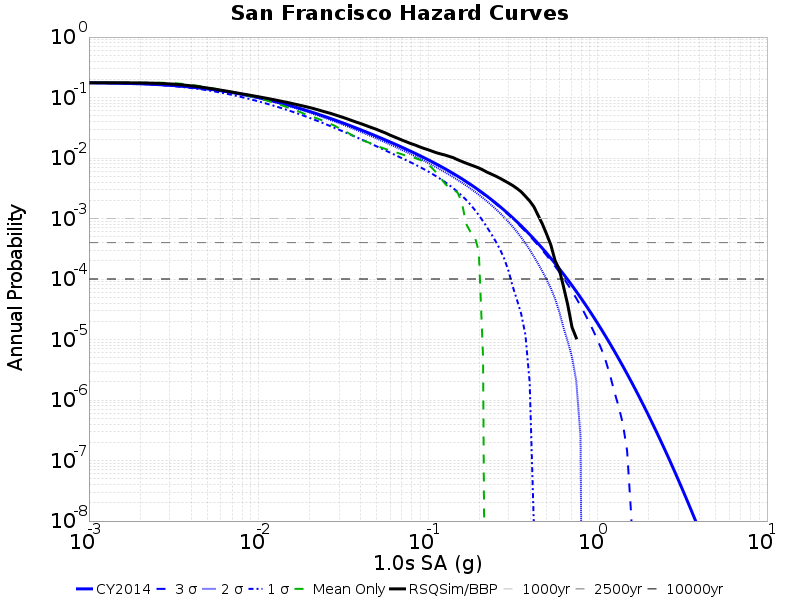 San Francisco Hazard Curves
10^0
10^-1
10^-2
10^-3
10^-4
10^-5
10^-6
10^-7
10^-8
Annual Probability
10^-3 10^-2 10^-1 10^0 10^1
1.0s SA (g)
CY2014 3 σ 2 σ 1 σ Mean Only RSQSim/BBP 1000yr 2500yr 10000yr